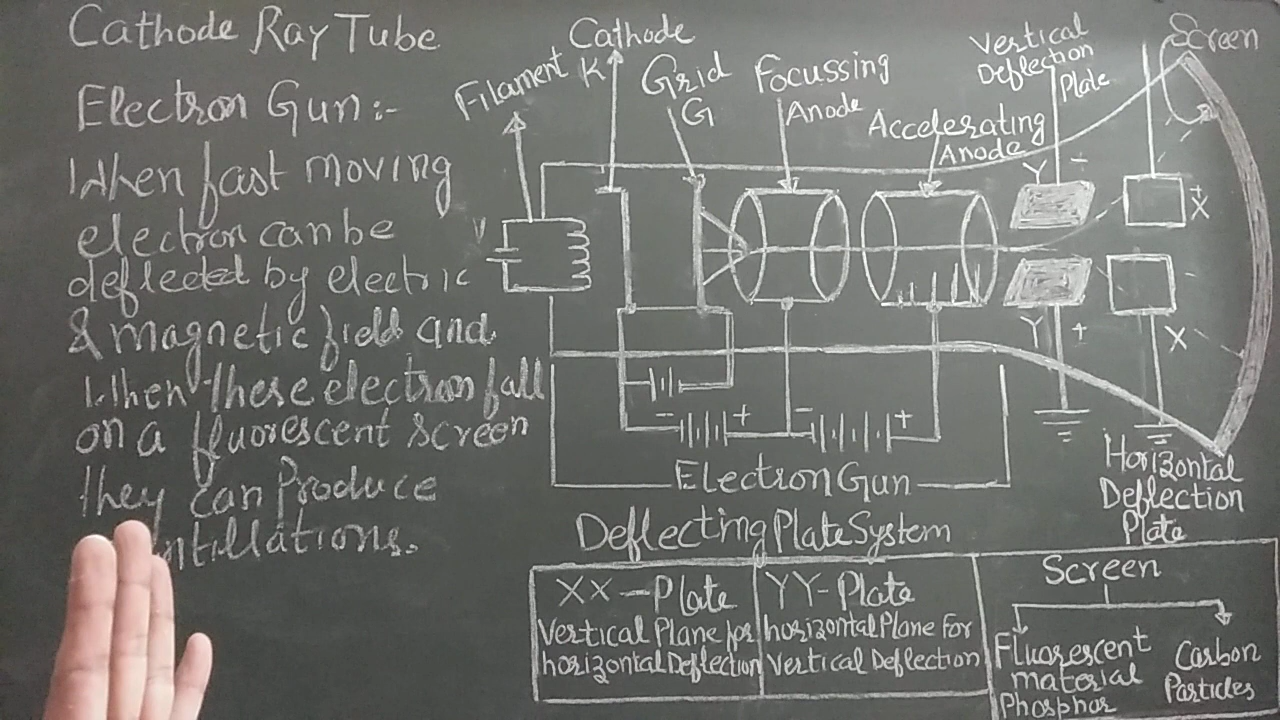 Cathode Ray Tube
Electron Gun:-
When fast moving
electron can be
deflected by electric
& magnetic field and
When these electron fall
on a fluorescent screen
they can Produce
ntillations.
Filament
Cathode
K
Grid
G
Focussing
Anode
Accelerating
Anode
Vertical
Deflection
Plate
Screen
V
Y -
+
X
Y +
X
- +
- +
Electron Gun
Horizontal
Deflection
Plate
Deflecting Plate System
XX - Plate
Vertical Plane for
horizontal Deflection
YY- Plate
horizontal Plane for
Vertical Deflection
Screen
Fluorescent
material
Phosphor
Carbon
Particles